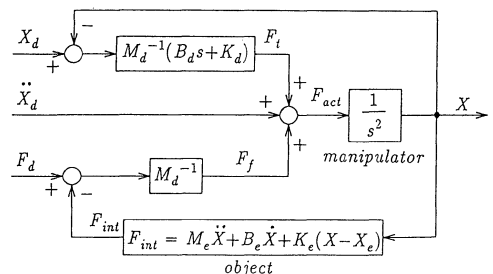 −
X_d
+
M_d^{-1}(B_d s+K_d)
F_t
+
Ẍ_d
+
F_act
1/s^2
X
manipulator
F_d
+
−
M_d^{-1}
F_f
+
F_int
F_int = M_e Ẍ + B_e Ẋ + K_e (X − X_e)
object